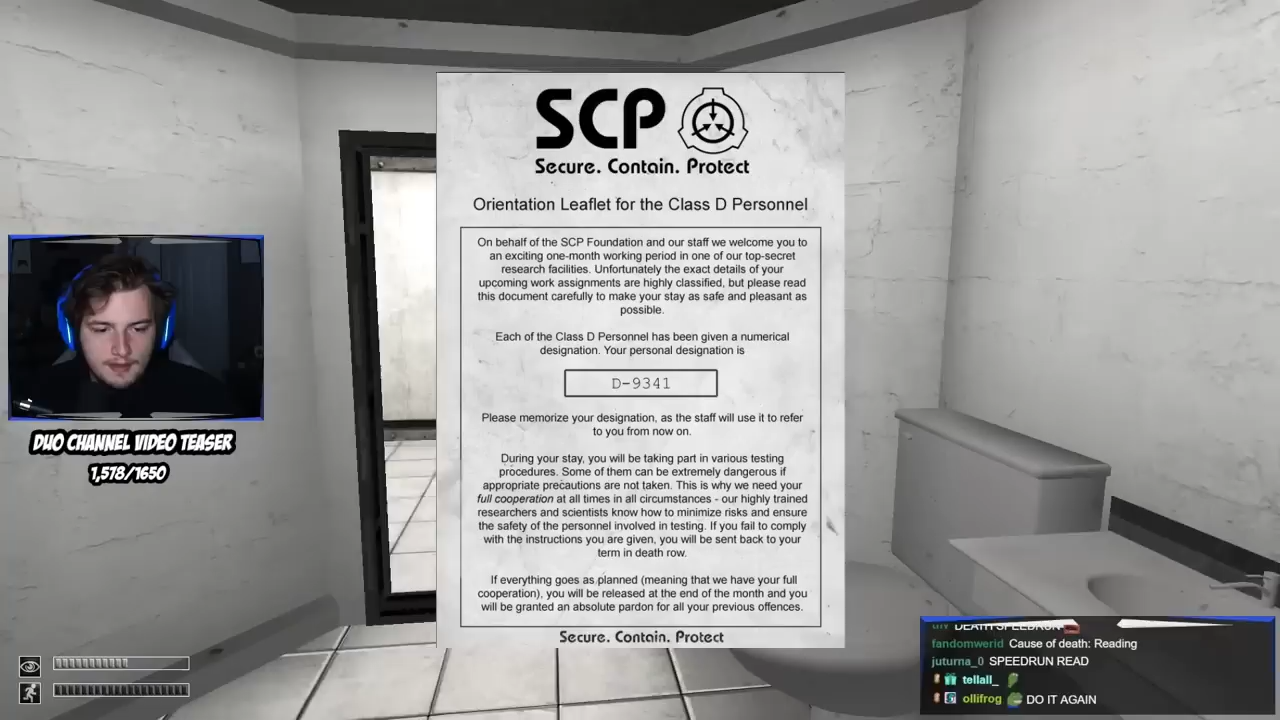 SCP
Secure. Contain. Protect
Orientation Leaflet for the Class D Personnel
On behalf of the SCP Foundation and our staff we welcome you to
an exciting one-month working period in one of our top-secret
research facilities. Unfortunately the exact details of your
upcoming work assignments are highly classified, but please read
this document carefully to make your stay as safe and pleasant as
possible.
Each of the Class D Personnel has been given a numerical
designation. Your personal designation is
D-9341
Please memorize your designation, as the staff will use it to refer
to you from now on.
During your stay, you will be taking part in various testing
procedures. Some of them can be extremely dangerous if
appropriate precautions are not taken. This is why we need your
full cooperation at all times in all circumstances - our highly trained
researchers and scientists know how to minimize risks and ensure
the safety of the personnel involved in testing. If you fail to comply
with the instructions you are given, you will be sent back to your
term in death row.
If everything goes as planned (meaning that we have your full
cooperation), you will be released at the end of the month and you
will be granted an absolute pardon for all your previous offences.
Secure. Contain. Protect
DUO CHANNEL VIDEO TEASER
1,578/1650
DEATH SPEEDRUN
fandomwerid Cause of death: Reading
juturna_0 SPEEDRUN READ
tellall_
ollifrog DO IT AGAIN